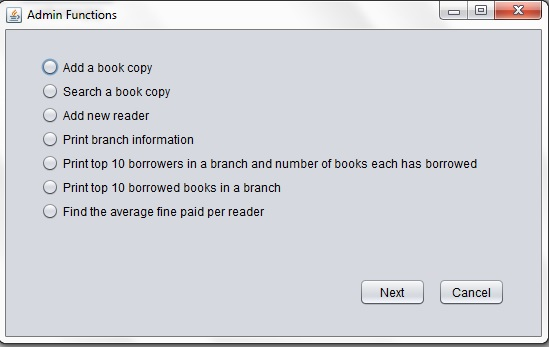 Admin Functions
Add a book copy
Search a book copy
Add new reader
Print branch information
Print top 10 borrowers in a branch and number of books each has borrowed
Print top 10 borrowed books in a branch
Find the average fine paid per reader
Next Cancel